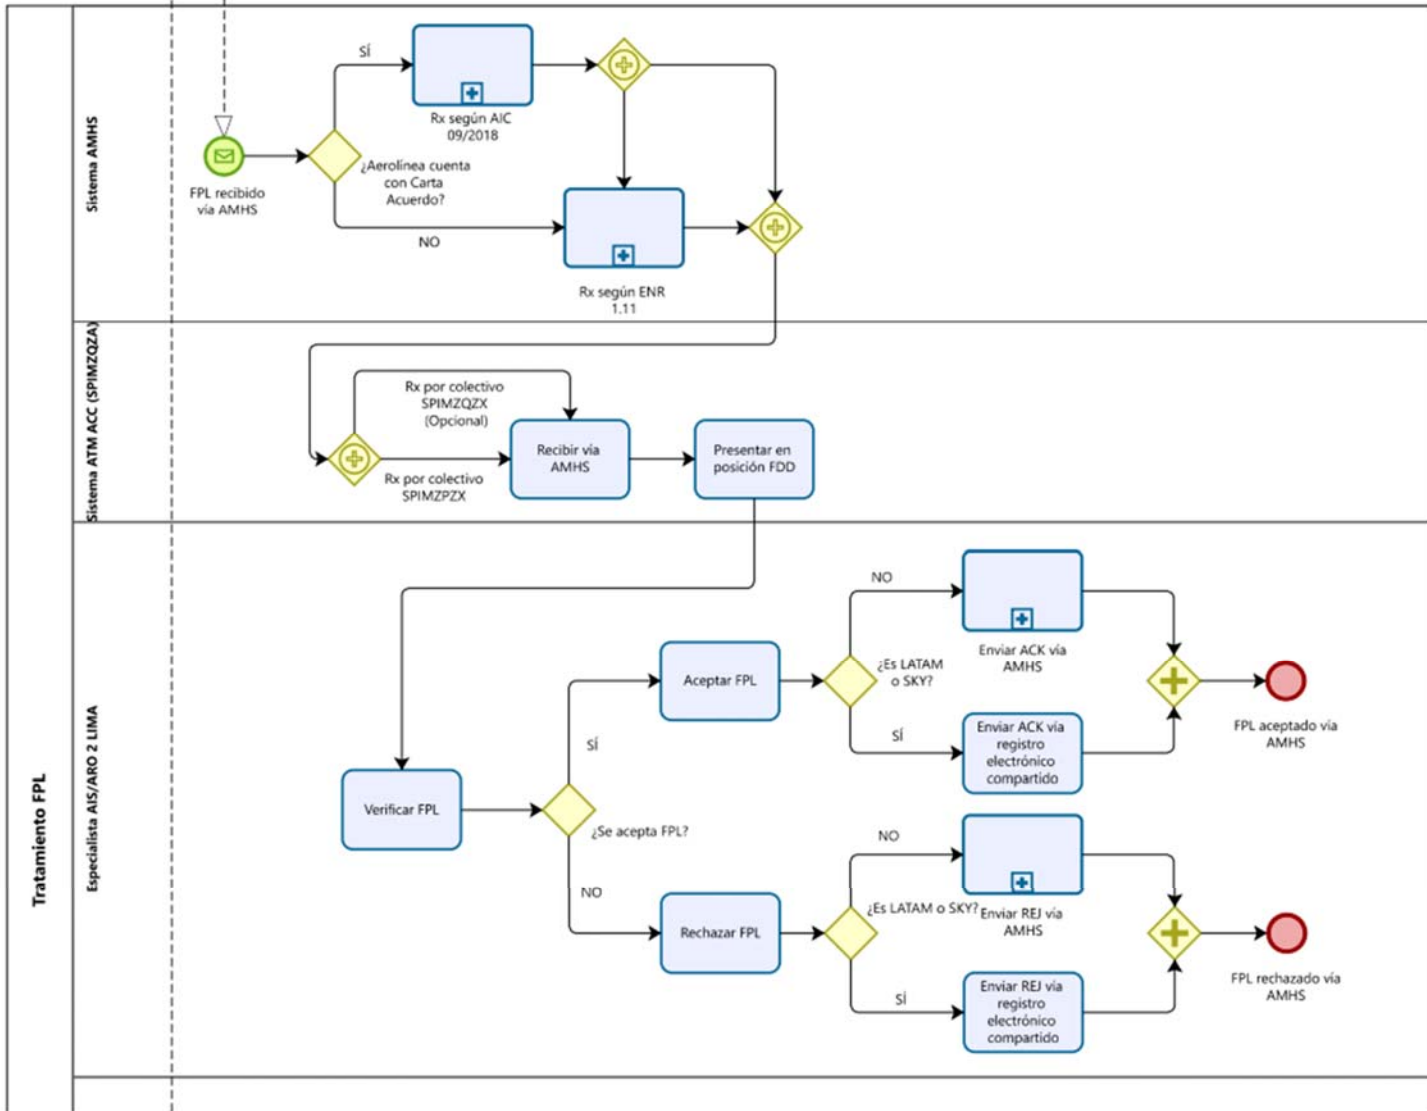 Tratamiento FPL
Sistema AMHS
FPL recibido
vía AMHS
SÍ
¿Aerolínea cuenta
con Carta
Acuerdo?
NO
Rx según AIC
09/2018
Rx según ENR
1.11
Sistema ATM ACC (SPIMZQZA)
Rx por colectivo
SPIMZQZX
(Opcional)
Rx por colectivo
SPIMZPZX
Recibir vía
AMHS
Presentar en
posición FDD
Especialista AIS/ARO 2 LIMA
Verificar FPL
¿Se acepta FPL?
SÍ
Aceptar FPL
¿Es LATAM
o SKY?
NO
Enviar ACK vía
AMHS
SÍ
Enviar ACK vía
registro
electrónico
compartido
FPL aceptado vía
AMHS
NO
Rechazar FPL
¿Es LATAM o SKY?
NO
Enviar REJ vía
AMHS
SÍ
Enviar REJ vía
registro
electrónico
compartido
FPL rechazado vía
AMHS